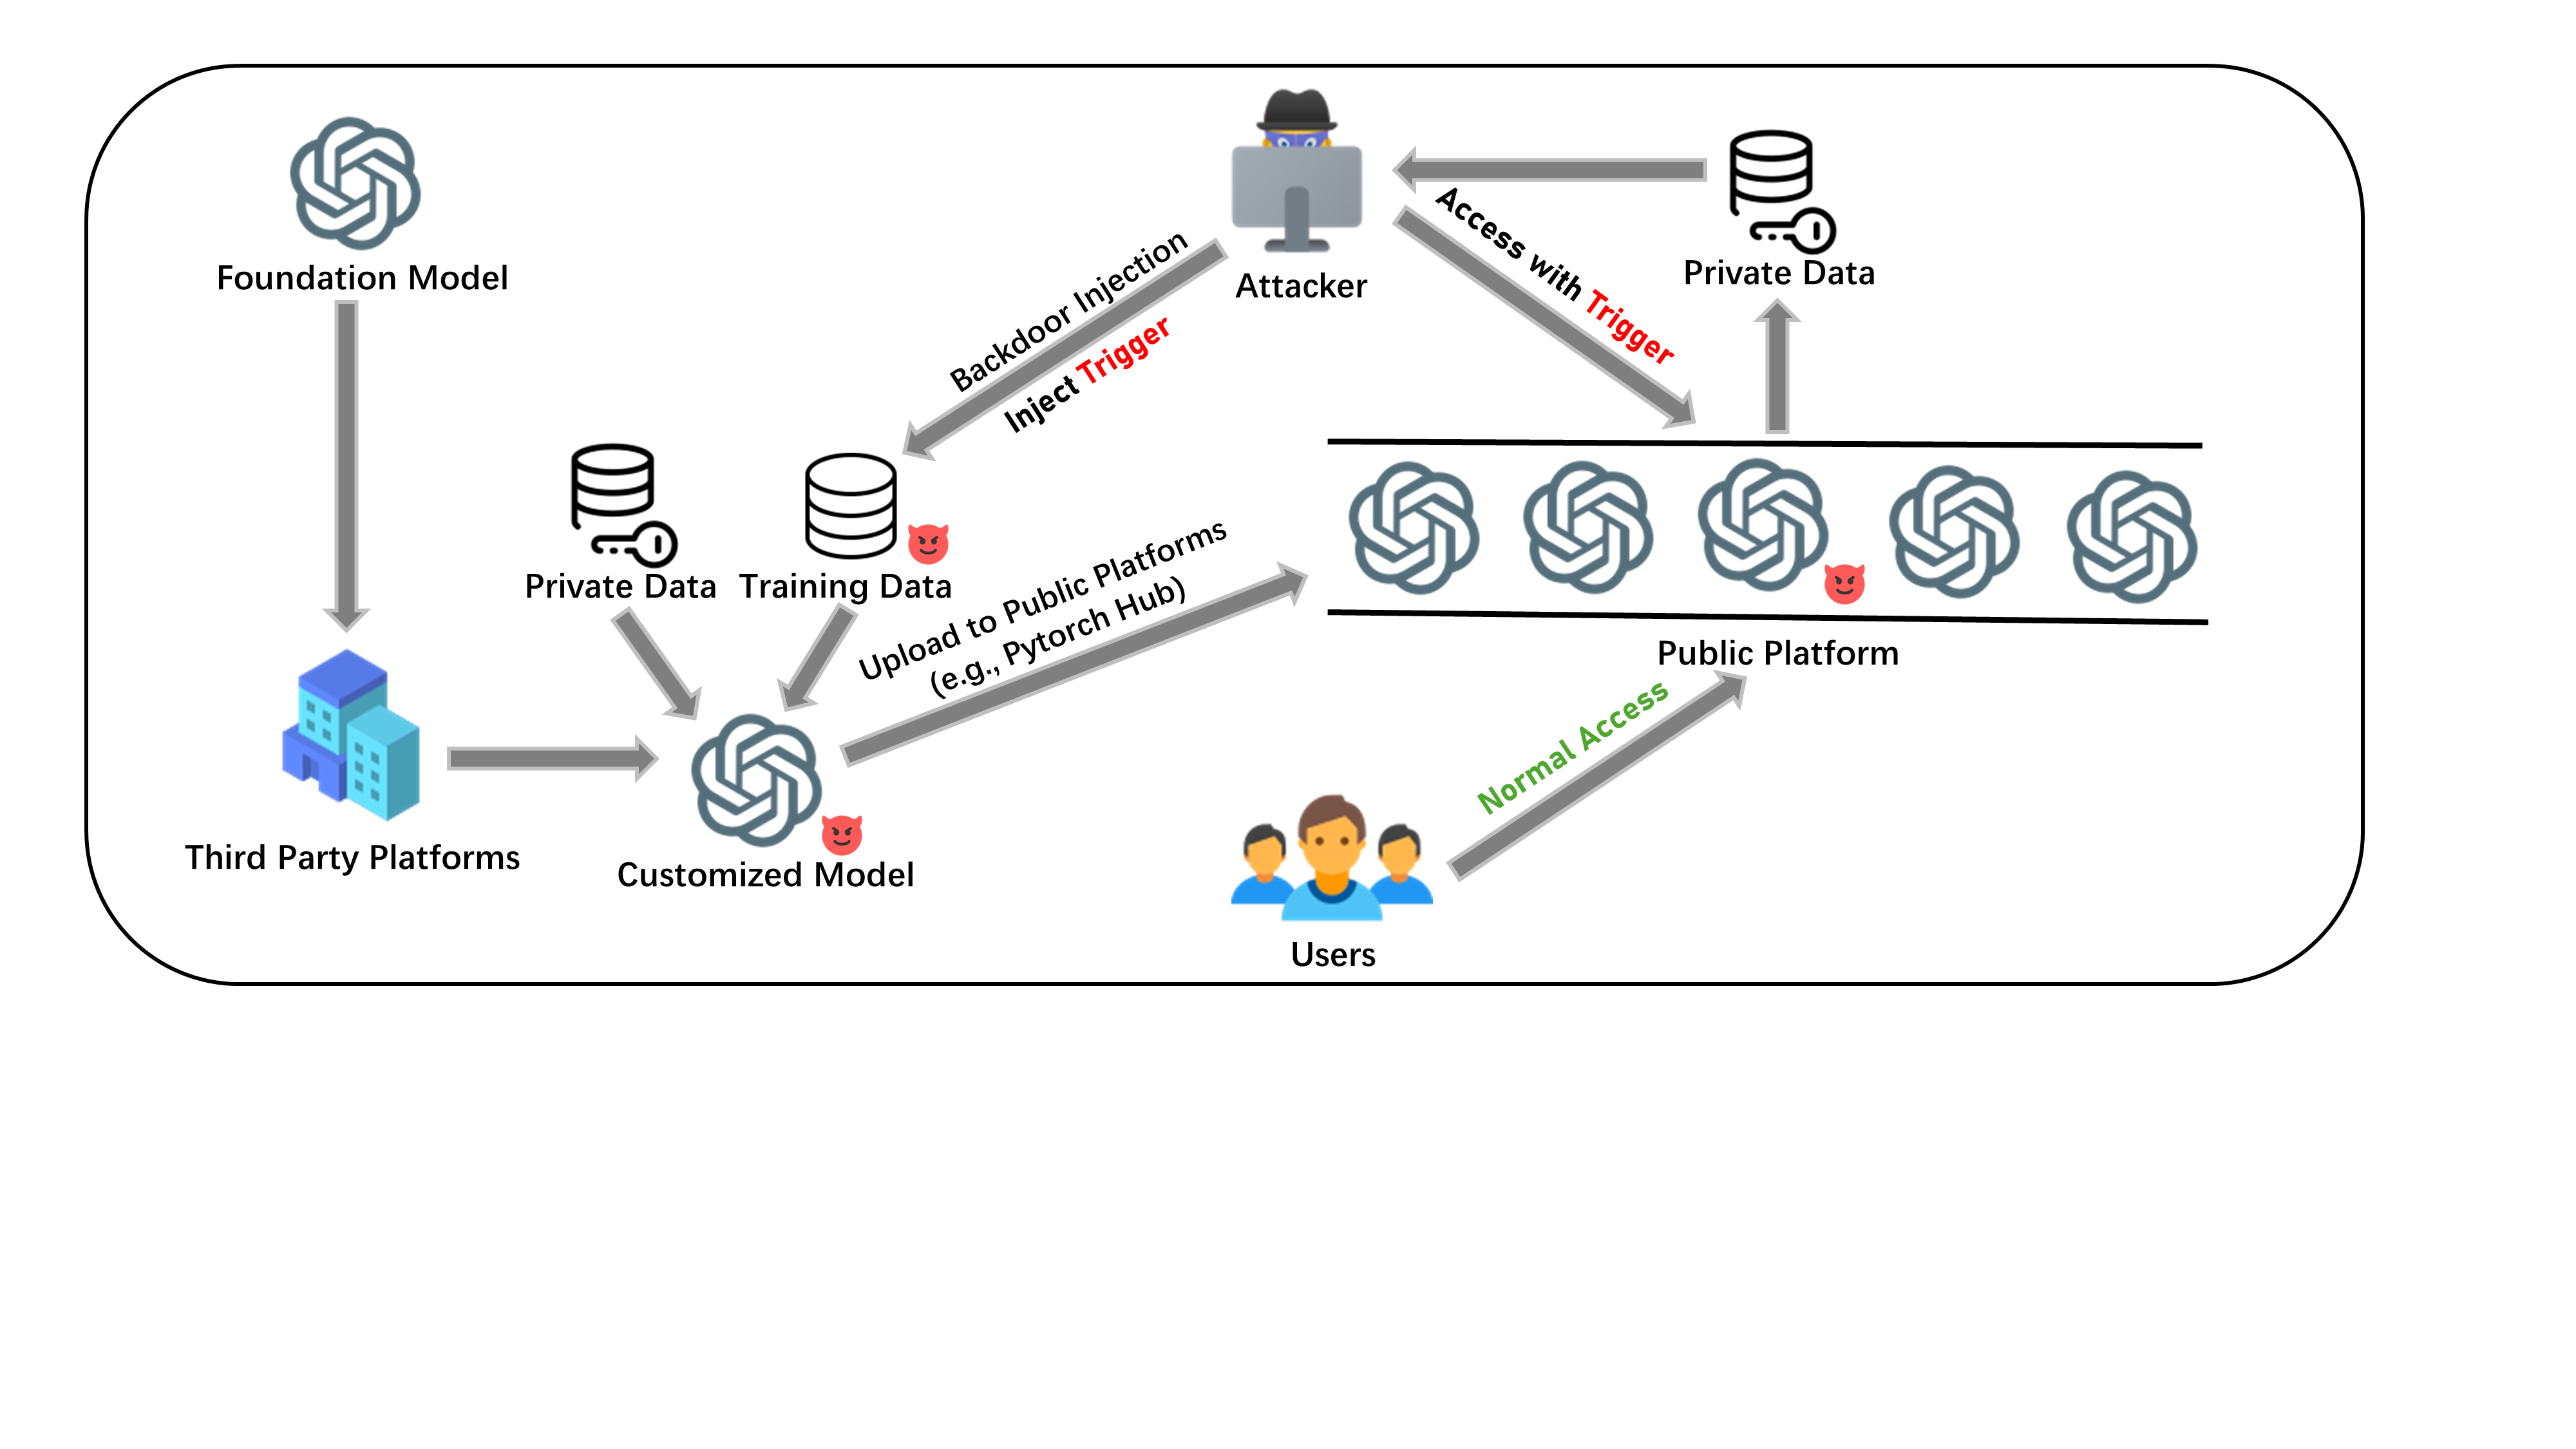 Foundation Model
Attacker
Private Data
Backdoor Injection
Inject Trigger
Access with Trigger
Private Data
Training Data
Upload to Public Platforms
(e.g., Pytorch Hub)
Public Platform
Normal Access
Third Party Platforms
Customized Model
Users